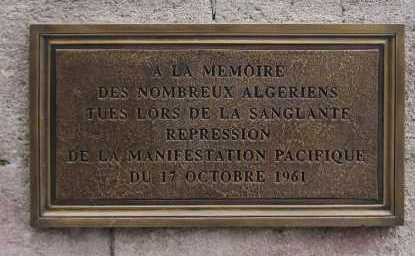 A LA MEMOIRE
DES NOMBREUX ALGERIENS
TUES LORS DE LA SANGLANTE
REPRESSION
DE LA MANIFESTATION PACIFIQUE
DU 17 OCTOBRE 1961